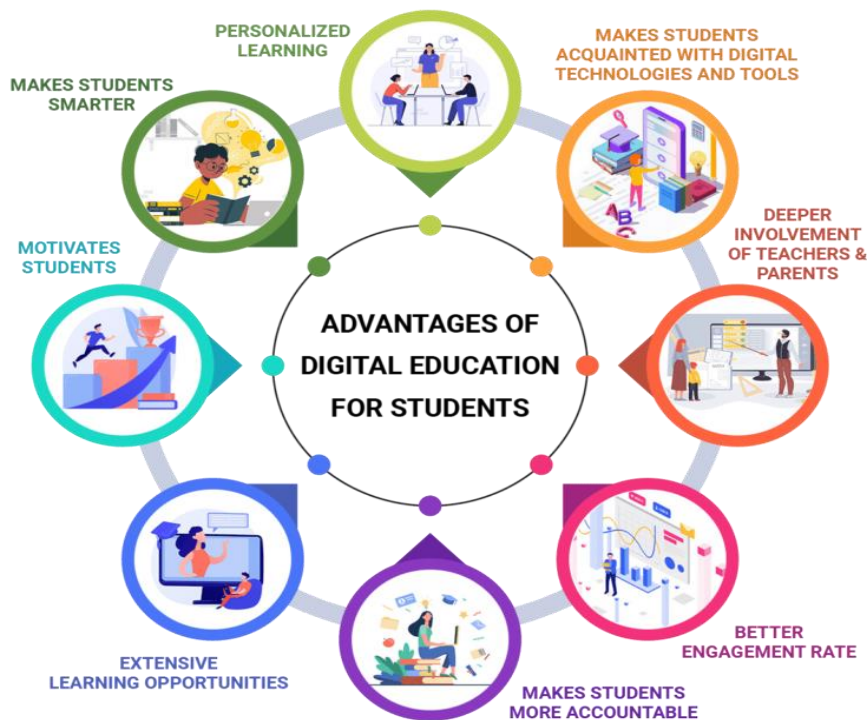 PERSONALIZED
LEARNING
MAKES STUDENTS
ACQUAINTED WITH DIGITAL
TECHNOLOGIES AND TOOLS
MAKES STUDENTS
SMARTER
DEEPER
INVOLVEMENT
OF TEACHERS &
PARENTS
MOTIVATES
STUDENTS
ADVANTAGES OF
DIGITAL EDUCATION
FOR STUDENTS
BETTER
ENGAGEMENT RATE
EXTENSIVE
LEARNING OPPORTUNITIES
MAKES STUDENTS
MORE ACCOUNTABLE
A
B
C